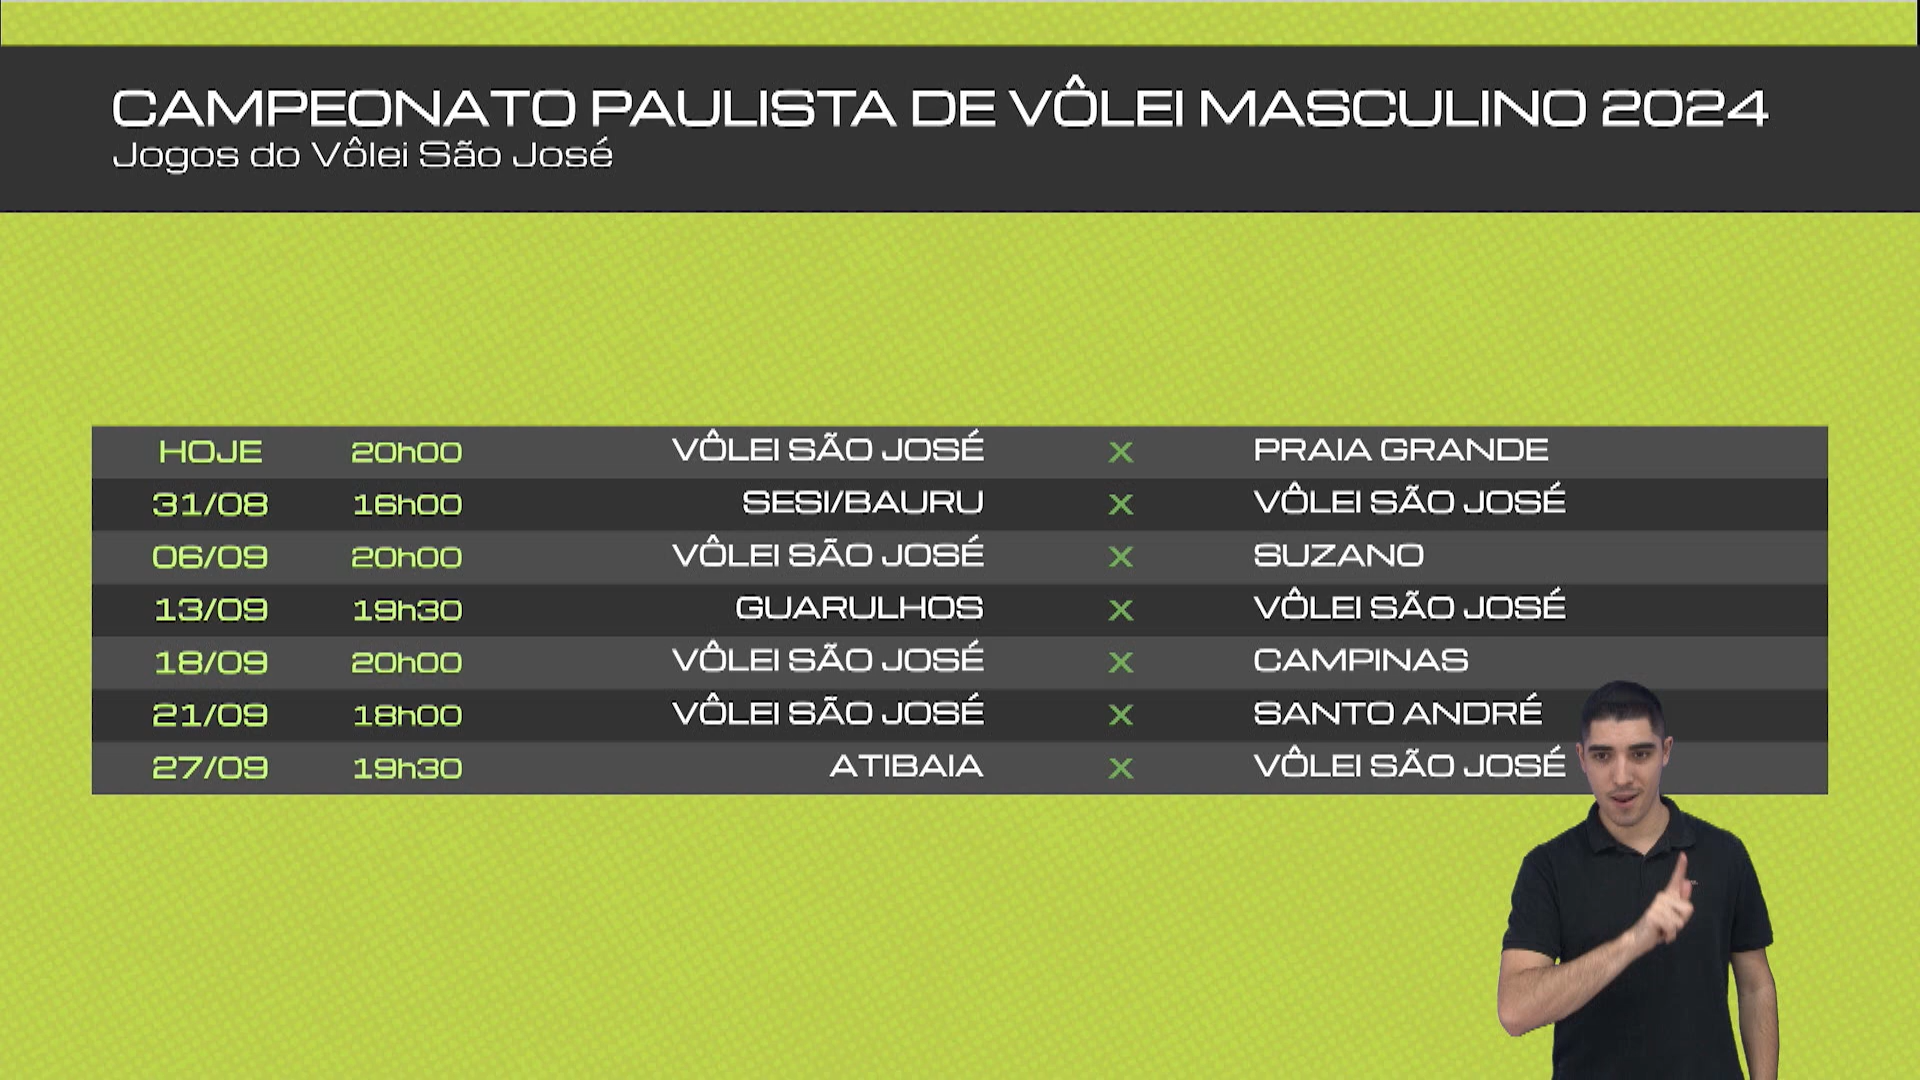 CAMPEONATO PAULISTA DE VÔLEI MASCULINO 2024
Jogos do Vôlei São José
HOJE 20h00 VÔLEI SÃO JOSÉ X PRAIA GRANDE
31/08 16h00 SESI/BAURU X VÔLEI SÃO JOSÉ
06/09 20h00 VÔLEI SÃO JOSÉ X SUZANO
13/09 19h30 GUARULHOS X VÔLEI SÃO JOSÉ
18/09 20h00 VÔLEI SÃO JOSÉ X CAMPINAS
21/09 18h00 VÔLEI SÃO JOSÉ X SANTO ANDRÉ
27/09 19h30 ATIBAIA X VÔLEI SÃO JOSÉ